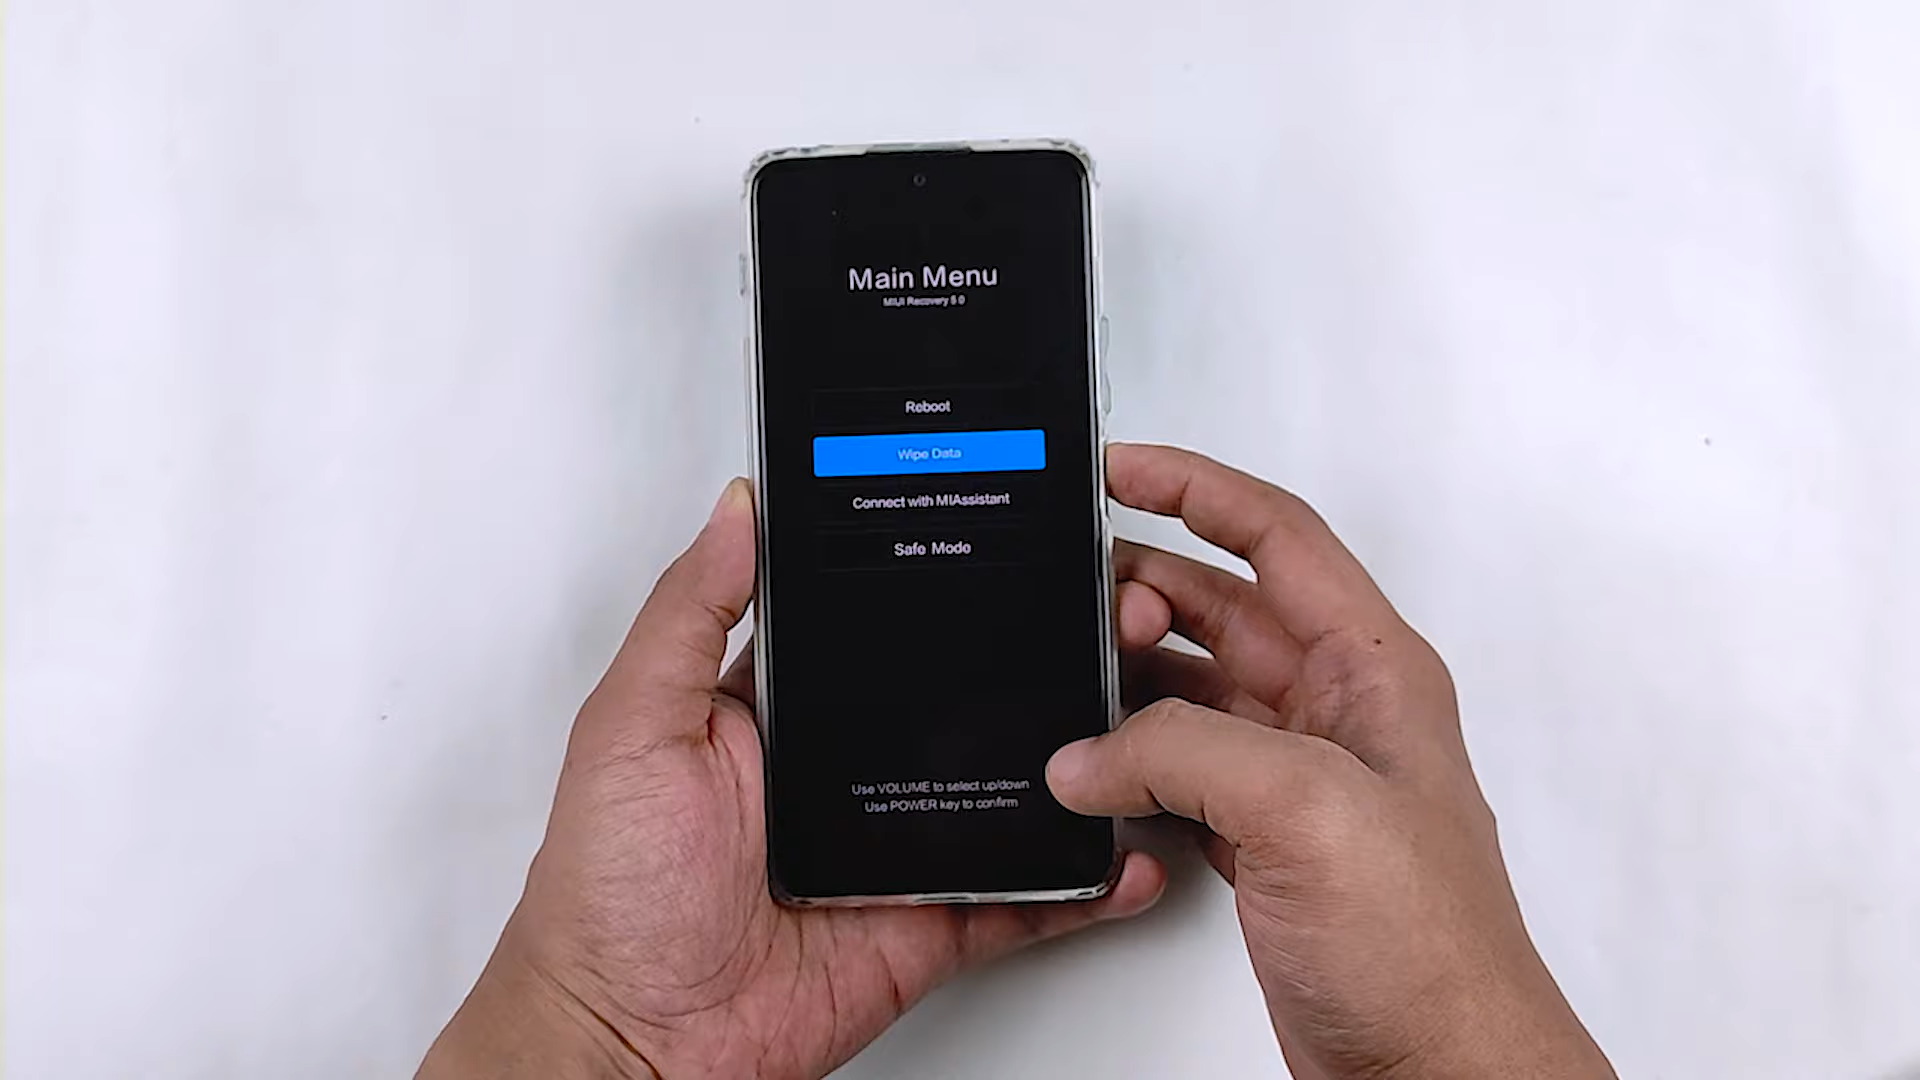 Main Menu
MIUI Recovery 5.0
Reboot
Wipe Data
Connect with MIAssistant
Safe Mode
Use VOLUME to select up/down
Use POWER key to confirm